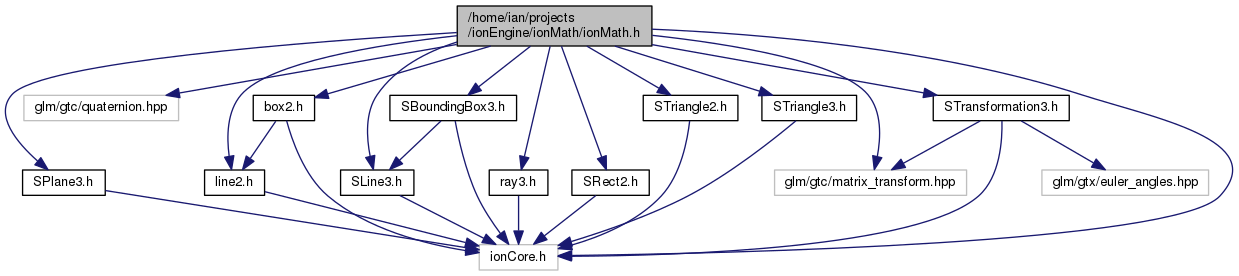 /home/ian/projects
/ionEngine/ionMath/ionMath.h
glm/gtc/quaternion.hpp
box2.h
SBoundingBox3.h
STriangle2.h
STriangle3.h
STransformation3.h
SPlane3.h
line2.h
SLine3.h
ray3.h
SRect2.h
glm/gtc/matrix_transform.hpp
glm/gtx/euler_angles.hpp
ionCore.h